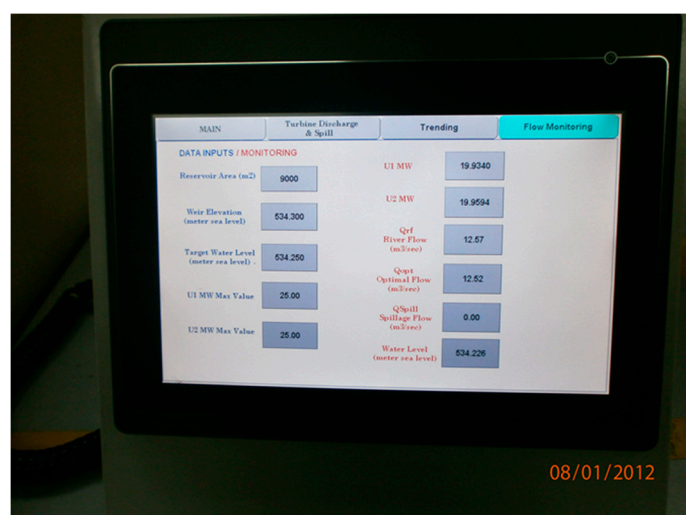 MAIN
Turbine Discharge
& Spill
Trending
Flow Monitoring
DATA INPUTS / MONITORING
Reservoir Area (m2)
9000
Weir Elevation
(meter sea level)
534.300
Target Water Level
(meter sea level) .
534.250
U1 MW Max Value
25.00
U2 MW Max Value
25.00
U1 MW
19.9340
U2 MW
19.9594
Qrf
River Flow
(m3/sec)
12.57
Qopt
Optimal Flow
(m3/sec)
12.52
QSpill
Spillage Flow
(m3/sec)
0.00
Water Level
(meter sea level)
534.226
08/01/2012